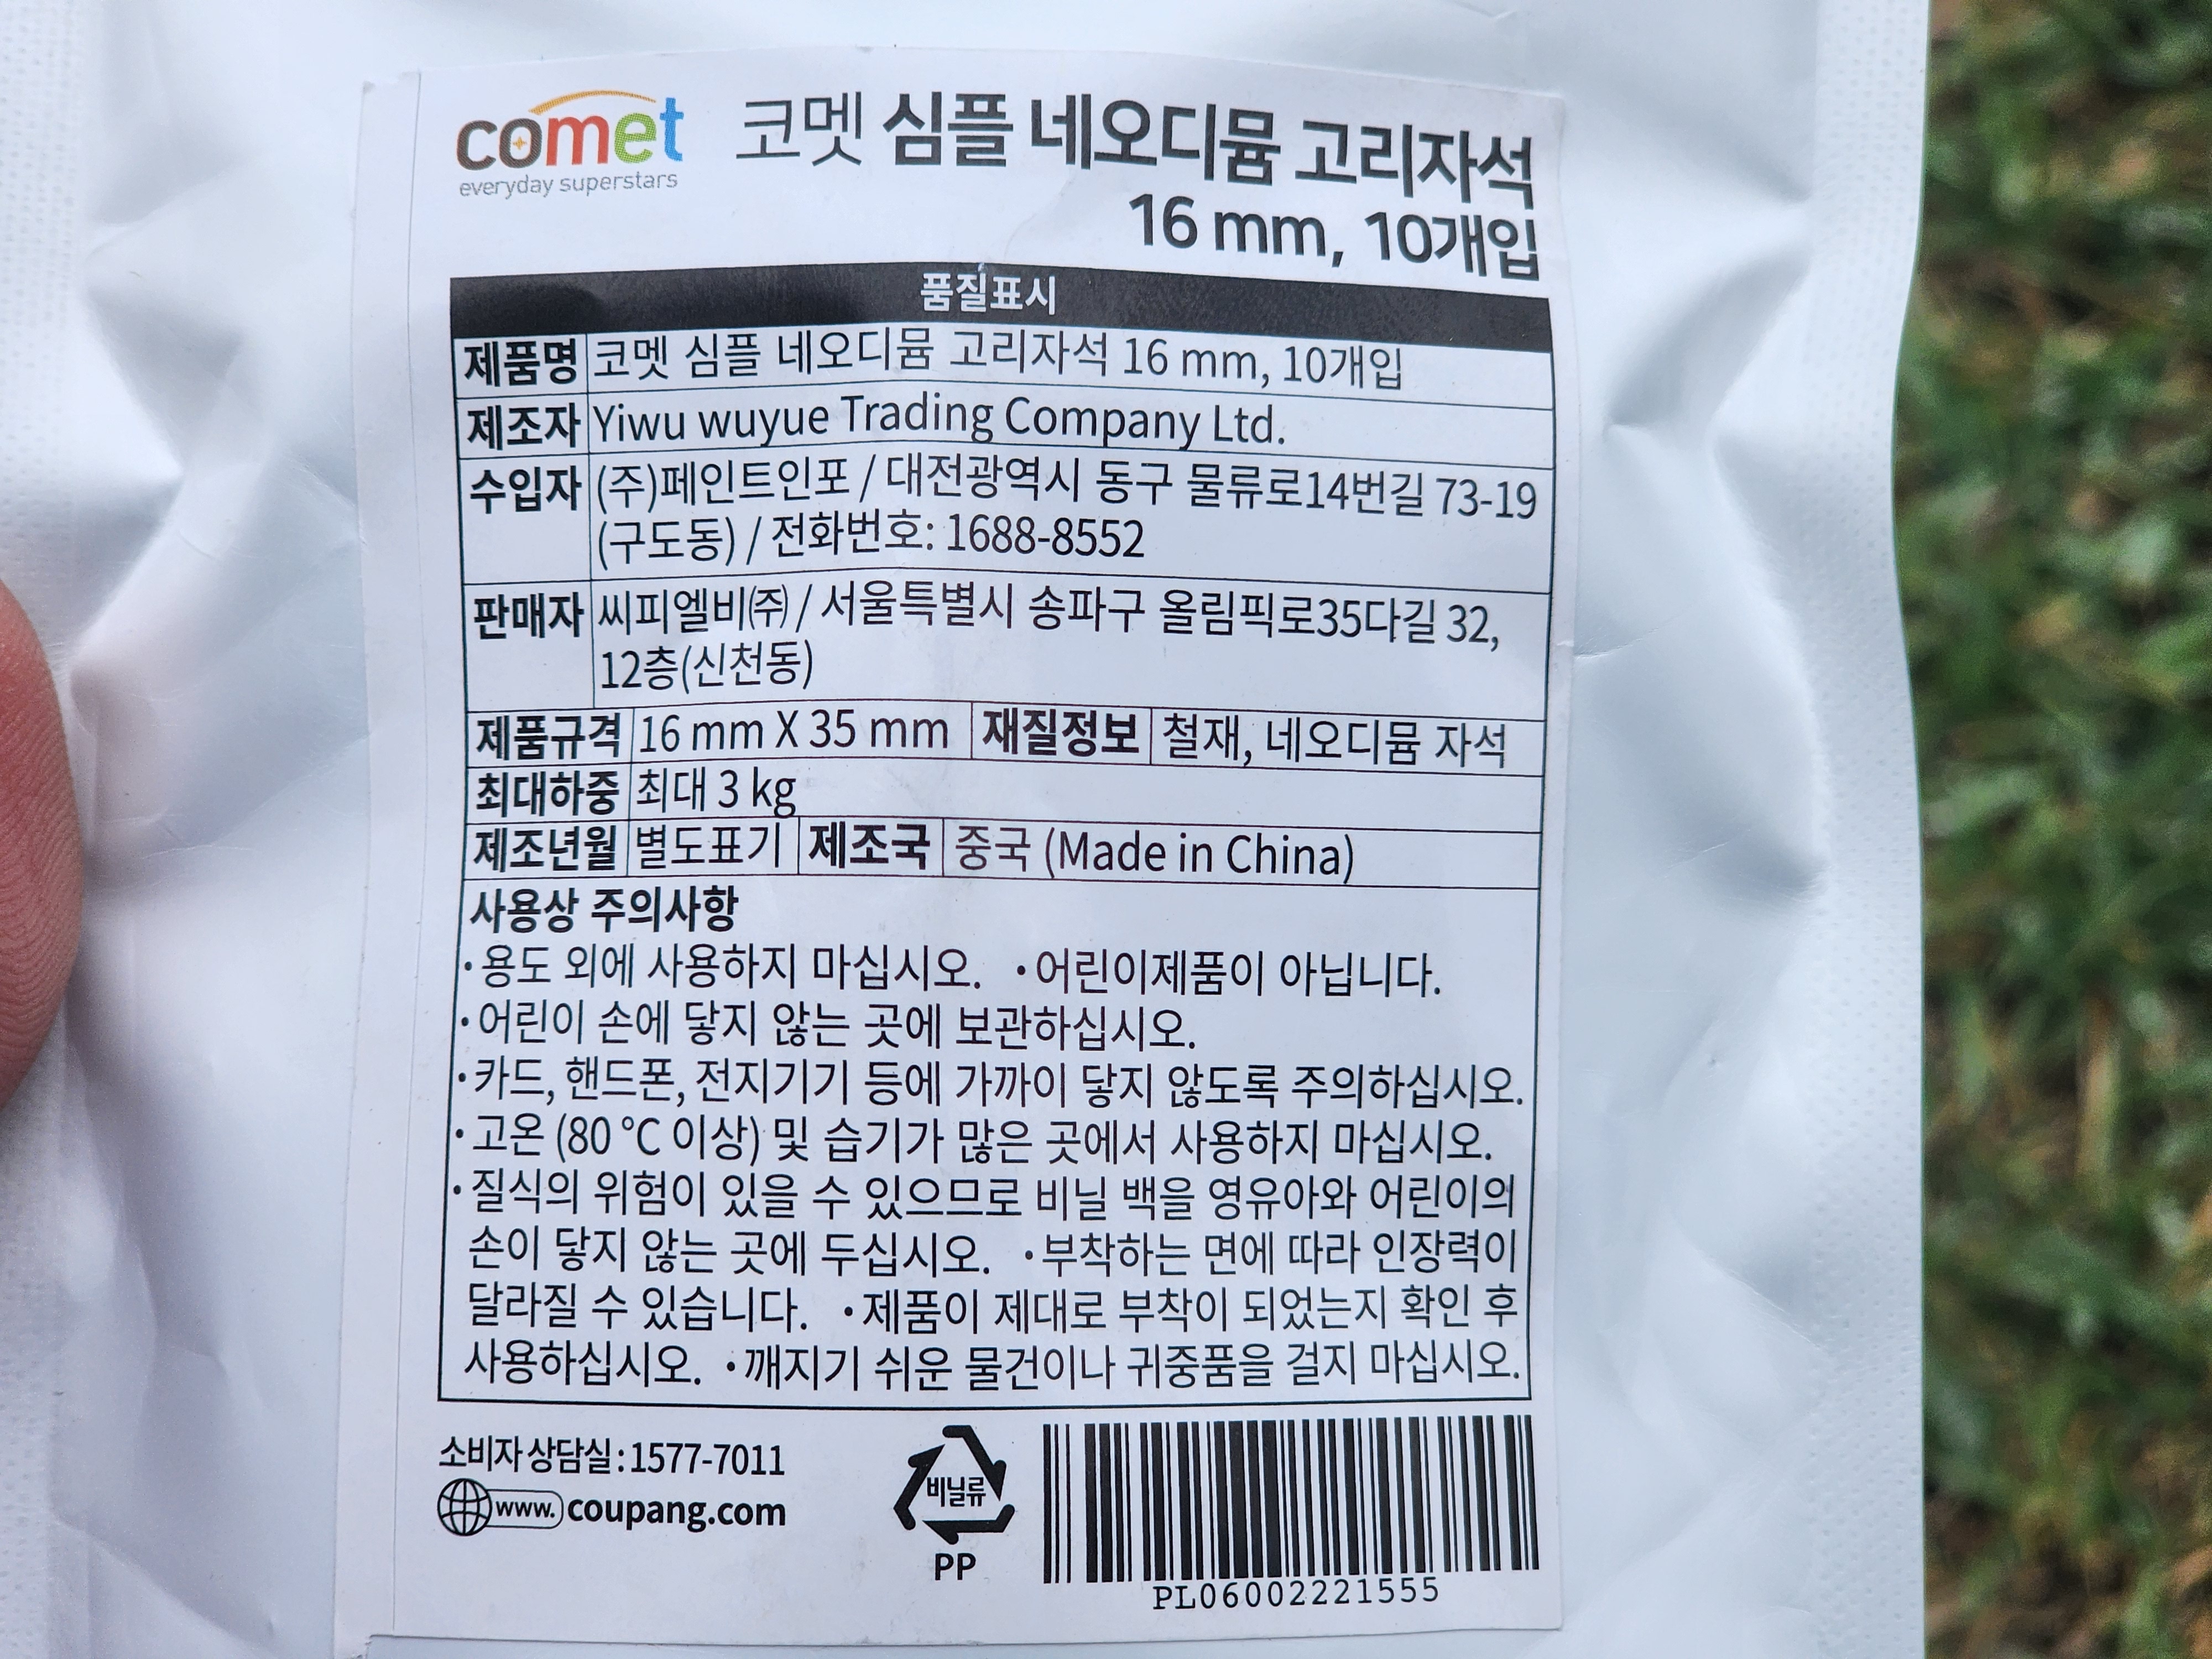 comet
everyday superstars
코멧 심플 네오디뮴 고리자석
16 mm, 10개입
품질표시
제품명 코멧 심플 네오디뮴 고리자석 16 mm, 10개입
제조자 Yiwu wuyue Trading Company Ltd.
수입자 (주)페인트인포 / 대전광역시 동구 물류로14번길 73-19
(구도동) / 전화번호: 1688-8552
판매자 씨피엘비㈜ / 서울특별시 송파구 올림픽로35다길 32,
12층(신천동)
제품규격 16 mm X 35 mm 재질정보 철재, 네오디뮴 자석
최대하중 최대 3 kg
제조년월 별도표기 제조국 중국 (Made in China)
사용상 주의사항
·용도 외에 사용하지 마십시오. ·어린이제품이 아닙니다.
·어린이 손에 닿지 않는 곳에 보관하십시오.
·카드, 핸드폰, 전지기기 등에 가까이 닿지 않도록 주의하십시오.
·고온 (80 ℃ 이상) 및 습기가 많은 곳에서 사용하지 마십시오.
·질식의 위험이 있을 수 있으므로 비닐 백을 영유아와 어린이의
손이 닿지 않는 곳에 두십시오. ·부착하는 면에 따라 인장력이
달라질 수 있습니다. ·제품이 제대로 부착이 되었는지 확인 후
사용하십시오. ·깨지기 쉬운 물건이나 귀중품을 걸지 마십시오.
소비자상담실 : 1577-7011
www. coupang.com
비닐류
PP
PL06002221555